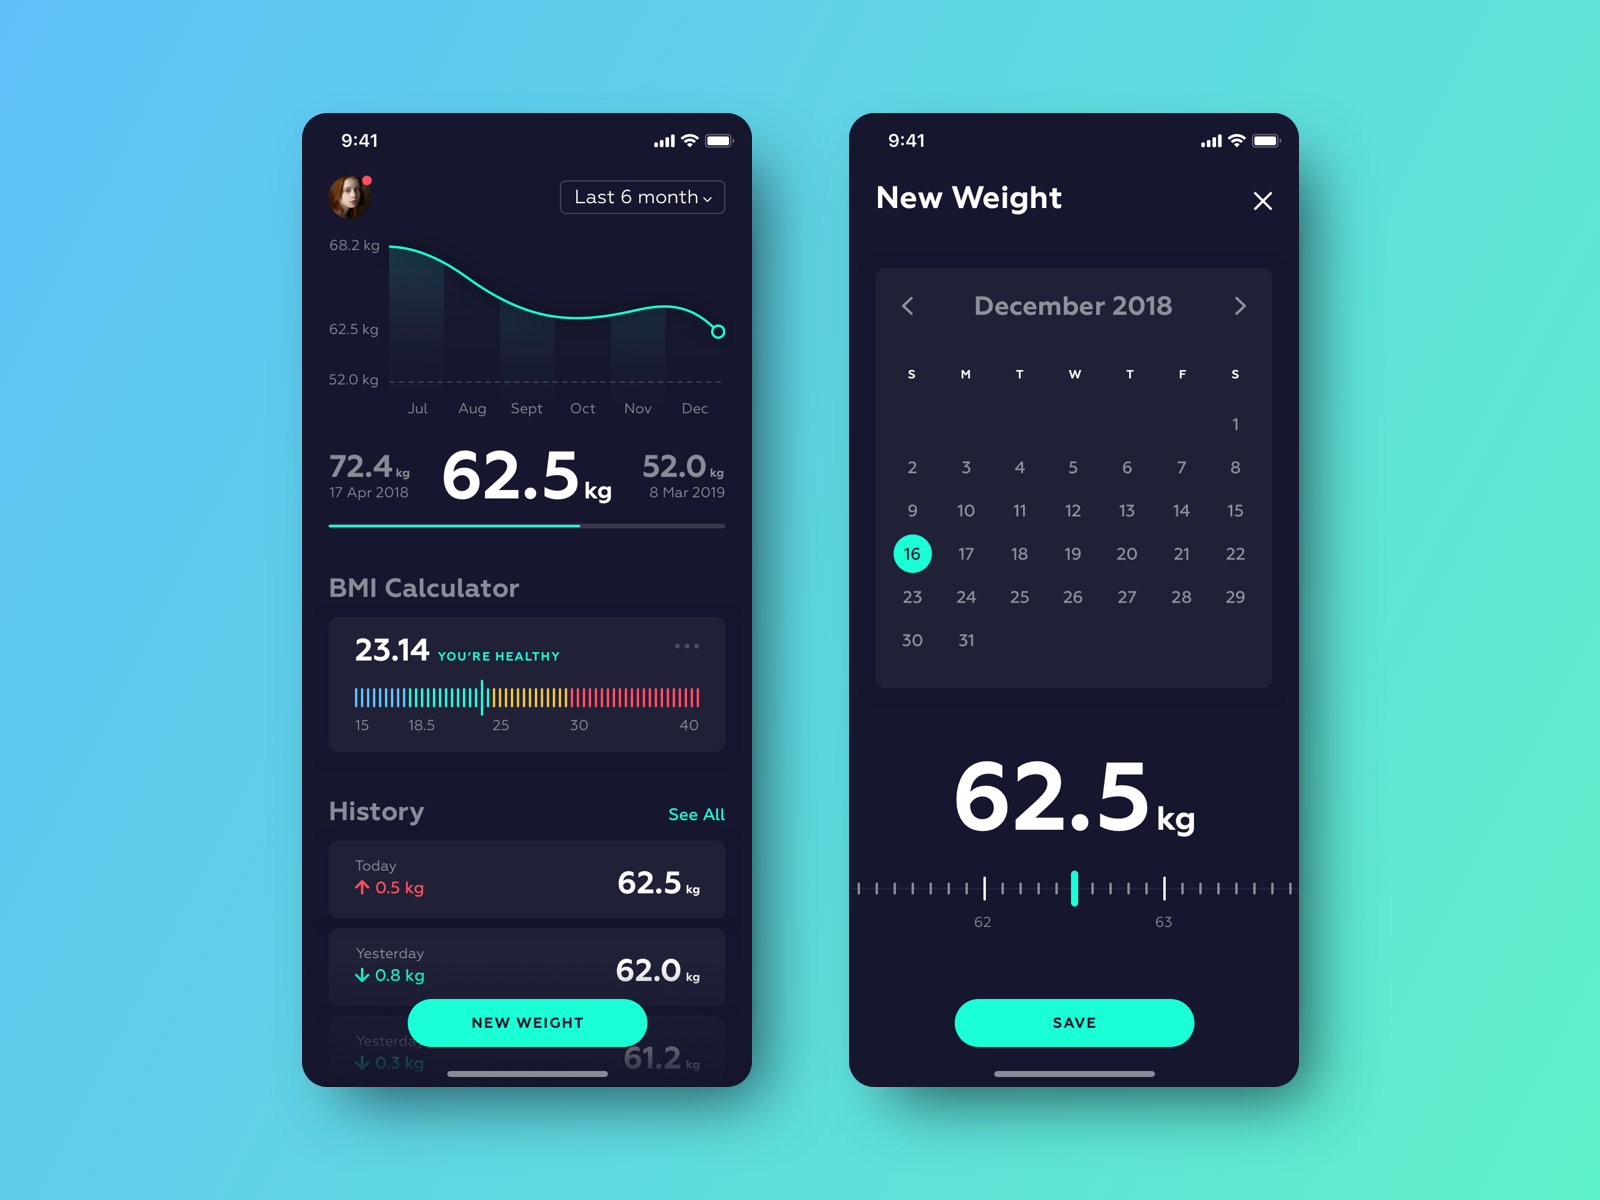 9:41
Last 6 month
68.2 kg
62.5 kg
52.0 kg
Jul Aug Sept Oct Nov Dec
72.4 kg 62.5 kg 52.0 kg
17 Apr 2018 8 Mar 2019
BMI Calculator
23.14 YOU'RE HEALTHY
15 18.5 25 30 40
History See All
Today
0.5 kg 62.5 kg
Yesterday
0.8 kg 62.0 kg
NEW WEIGHT
Yesterday
0.3 kg 61.2 kg
9:41
New Weight
December 2018
S M T W T F S
1
2 3 4 5 6 7 8
9 10 11 12 13 14 15
16 17 18 19 20 21 22
23 24 25 26 27 28 29
30 31
62.5 kg
62 63
SAVE